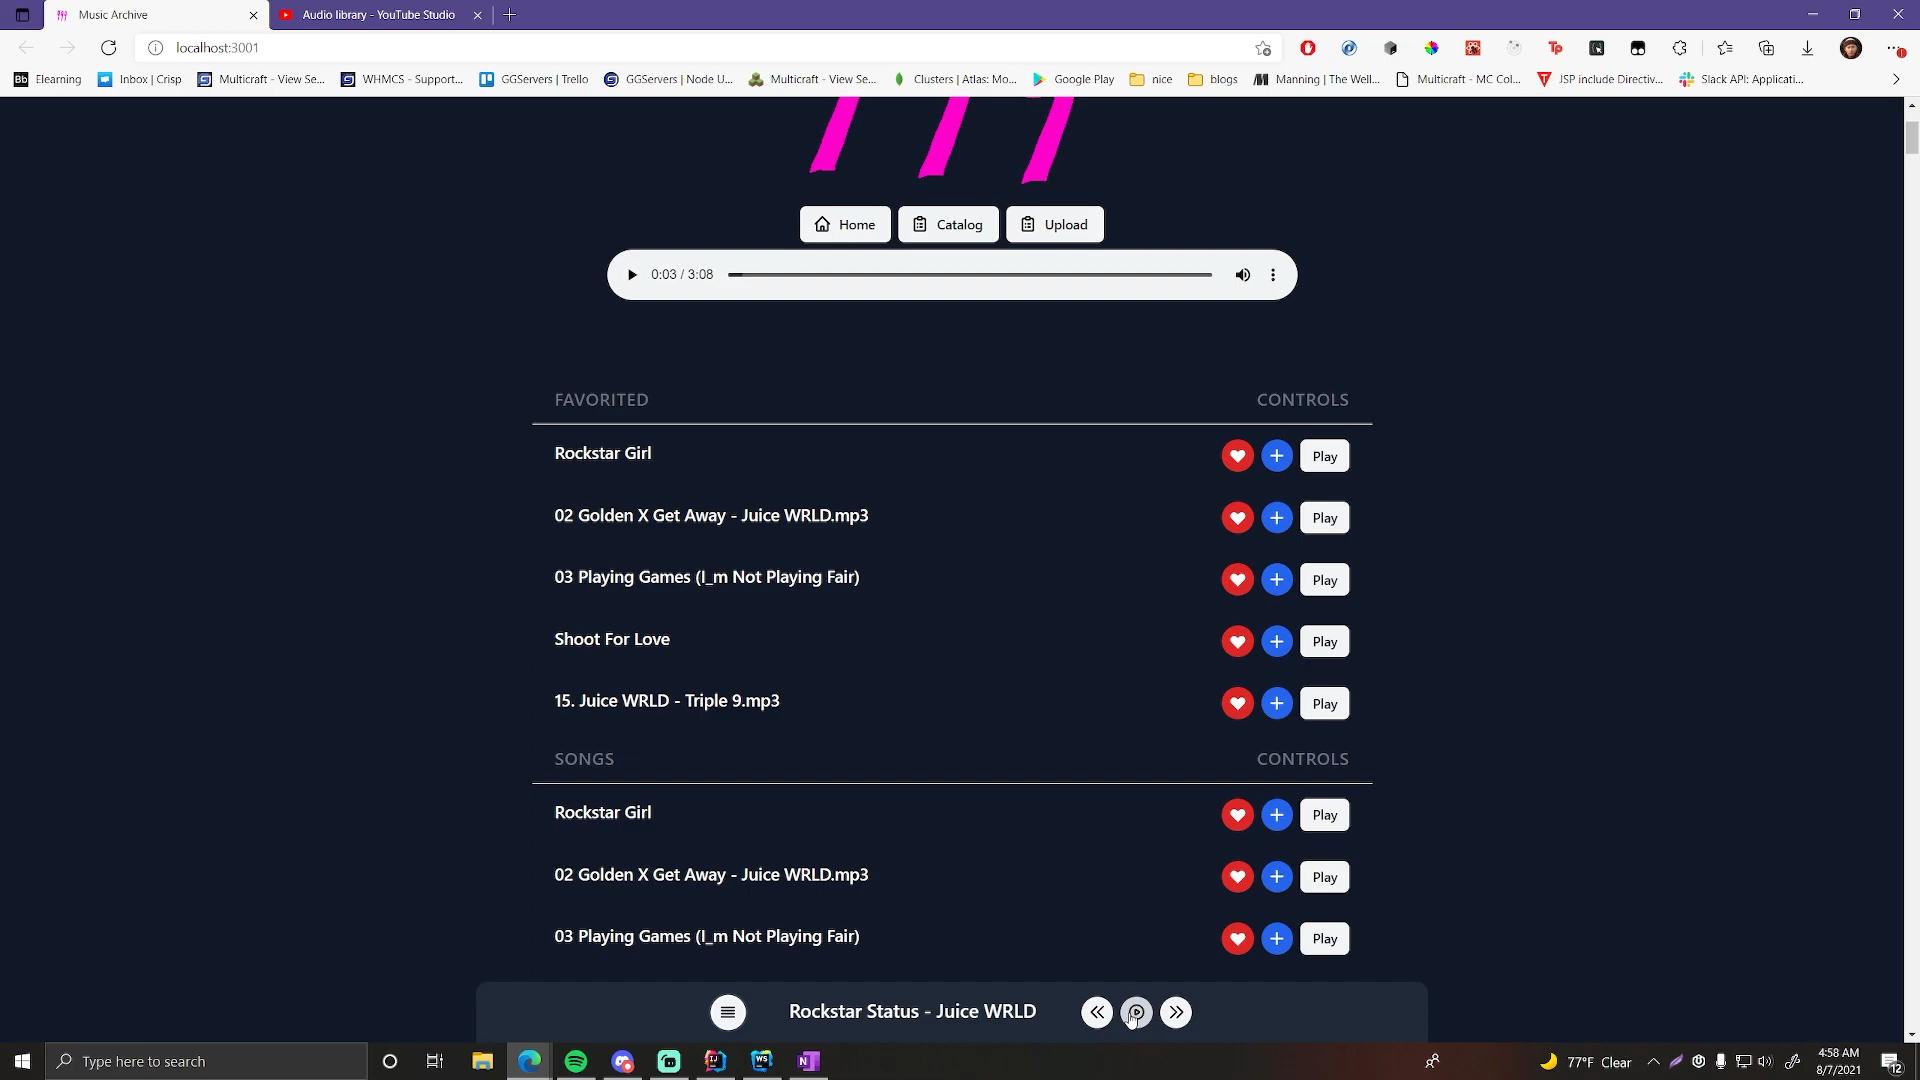 Music Archive
Audio library - YouTube Studio
localhost:3001
Bb Elearning
Inbox | Crisp
Multicraft - View Se...
WHMCS - Support...
GGServers | Trello
GGServers | Node U...
Multicraft - View Se...
Clusters | Atlas: Mo...
Google Play
nice
blogs
Manning | The Well...
Multicraft - MC Col...
JSP include Directiv...
Slack API: Applicati...
999
Home
Catalog
Upload
0:03 / 3:08
FAVORITED CONTROLS
Rockstar Girl Play
02 Golden X Get Away - Juice WRLD.mp3 Play
03 Playing Games (I_m Not Playing Fair) Play
Shoot For Love Play
15. Juice WRLD - Triple 9.mp3 Play
SONGS CONTROLS
Rockstar Girl Play
02 Golden X Get Away - Juice WRLD.mp3 Play
03 Playing Games (I_m Not Playing Fair) Play
Rockstar Status - Juice WRLD
Type here to search
77°F Clear
4:58 AM
8/7/2021
12